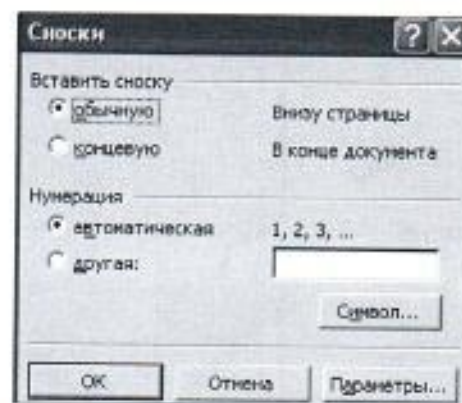 Сноски
Вставить сноску
обычную Внизу страницы
концевую В конце документа
Нумерация
автоматическая 1, 2, 3, ...
другая:
Символ...
ОК Отмена Параметры...